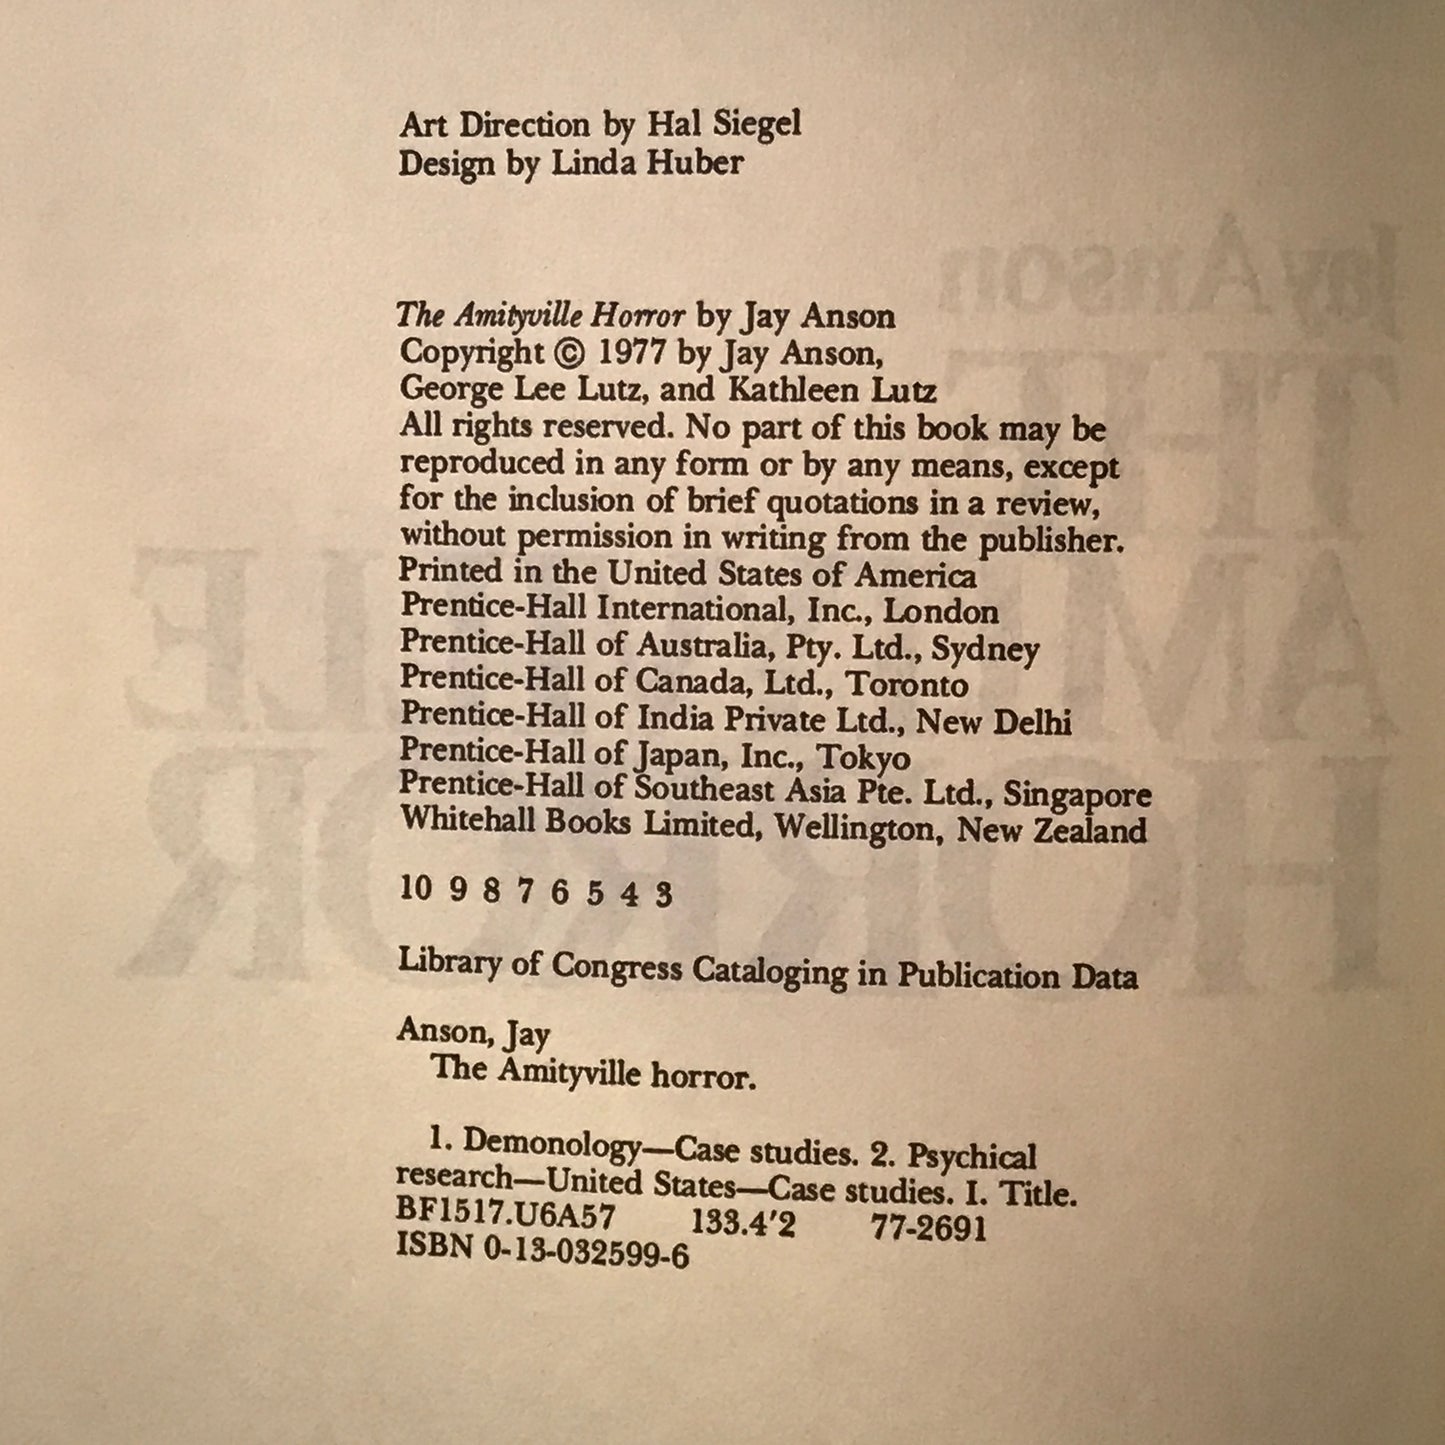 Art Direction by Hal Siegel
Design by Linda Huber
The Amityville Horror by Jay Anson
Copyright © 1977 by Jay Anson,
George Lee Lutz, and Kathleen Lutz
All rights reserved. No part of this book may be
reproduced in any form or by any means, except
for the inclusion of brief quotations in a review,
without permission in writing from the publisher.
Printed in the United States of America
Prentice-Hall International, Inc., London
Prentice-Hall of Australia, Pty. Ltd., Sydney
Prentice-Hall of Canada, Ltd., Toronto
Prentice-Hall of India Private Ltd., New Delhi
Prentice-Hall of Japan, Inc., Tokyo
Prentice-Hall of Southeast Asia Pte. Ltd., Singapore
Whitehall Books Limited, Wellington, New Zealand
10 9 8 7 6 5 4 3
Library of Congress Cataloging in Publication Data
Anson, Jay
The Amityville horror.
1. Demonology—Case studies. 2. Psychical
research—United States—Case studies. I. Title.
BF1517.U6A57 133.4'2 77-2691
ISBN 0-13-032599-6